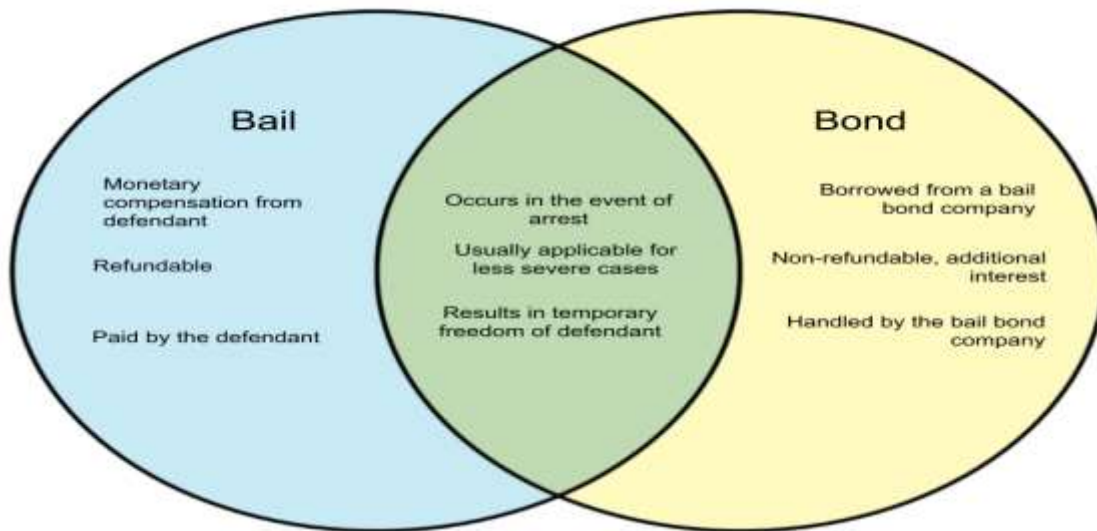 Bail
Bond
Monetary
compensation from
defendant
Refundable
Paid by the defendant
Occurs in the event of
arrest
Usually applicable for
less severe cases
Results in temporary
freedom of defendant
Borrowed from a bail
bond company
Non-refundable, additional
interest
Handled by the bail bond
company